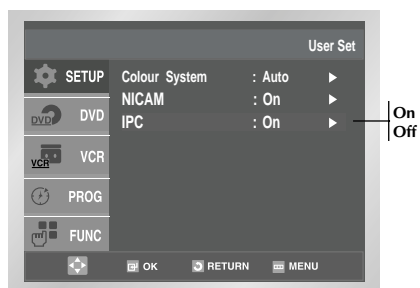 User Set
SETUP
DVD
VCR
PROG
FUNC
Colour System : Auto
NICAM : On
IPC : On
On
Off
DVD
VCR
OK RETURN MENU